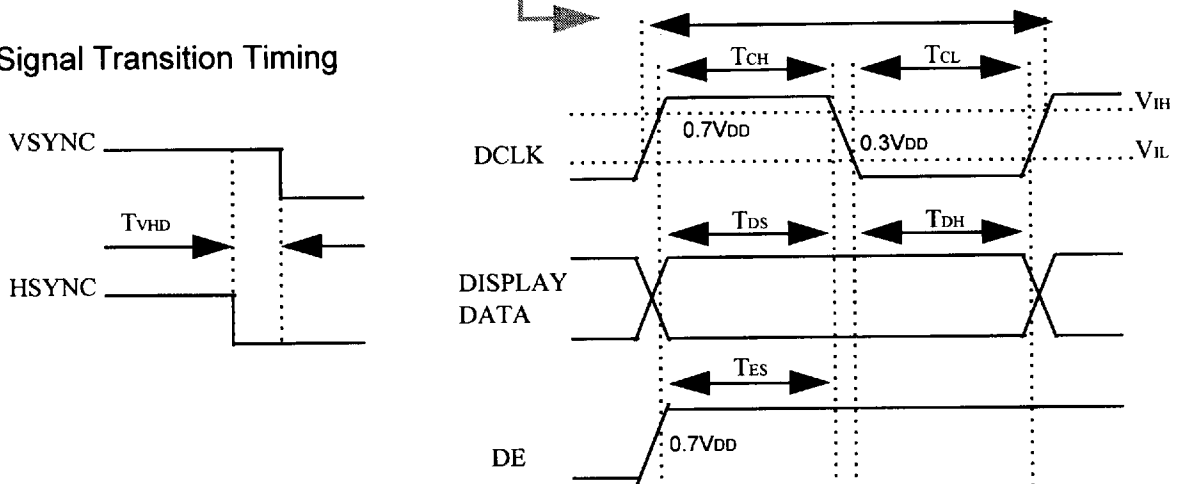 Signal Transition Timing
VSYNC
TVHD
HSYNC
TCH
TCL
VIH
0.7VDD
0.3VDD
DCLK
VIL
TDS
TDH
DISPLAY
DATA
TES
0.7VDD
DE